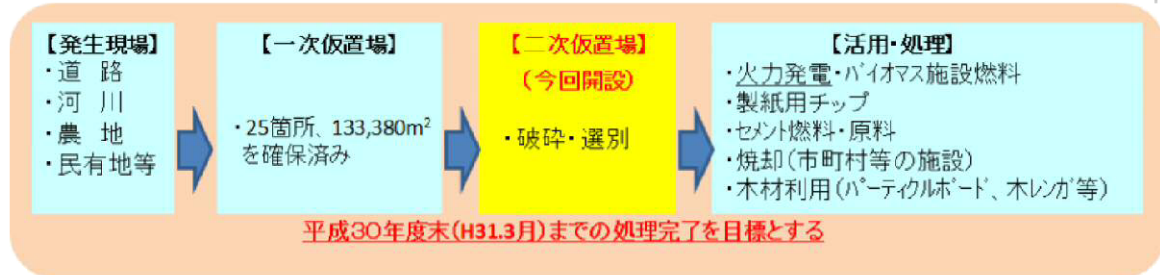 【発生現場】
・道　路
・河　川
・農　地
・民有地等
【一次仮置場】
・25箇所、133,380m²
を確保済み
【二次仮置場】
(今回開設)
・破砕・選別
【活用・処理】
・火力発電・バイオマス施設燃料
・製紙用チップ
・セメント燃料・原料
・焼却(市町村等の施設)
・木材利用(パーティクルボード、木レンガ等)
平成30年度末(H31.3月)までの処理完了を目標とする